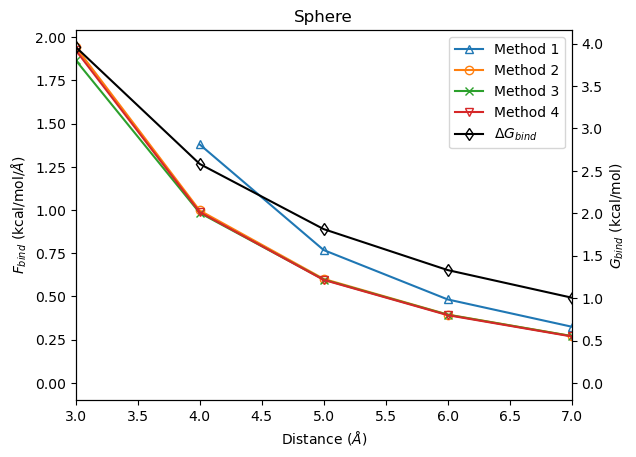 Sphere
2.00
1.75
1.50
1.25
1.00
0.75
0.50
0.25
0.00
F_bind (kcal/mol/Å)
Method 1
Method 2
Method 3
Method 4
ΔG_bind
4.0
3.5
3.0
2.5
2.0
1.5
1.0
0.5
0.0
G_bind (kcal/mol)
3.0 3.5 4.0 4.5 5.0 5.5 6.0 6.5 7.0
Distance (Å)